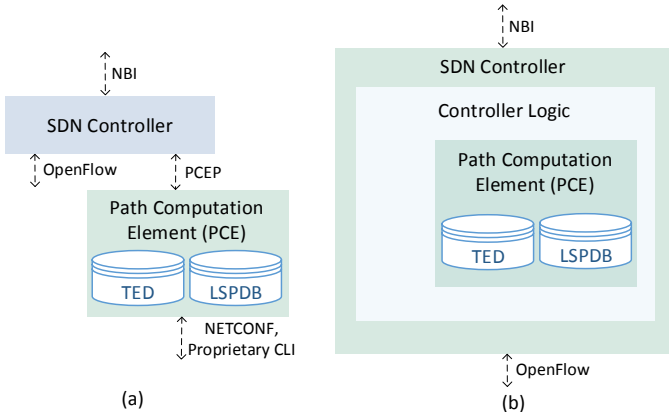 NBI
SDN Controller
OpenFlow
PCEP
Path Computation
Element (PCE)
TED
LSPDB
NETCONF,
Proprietary CLI
(a)
NBI
SDN Controller
Controller Logic
Path Computation
Element (PCE)
TED
LSPDB
OpenFlow
(b)